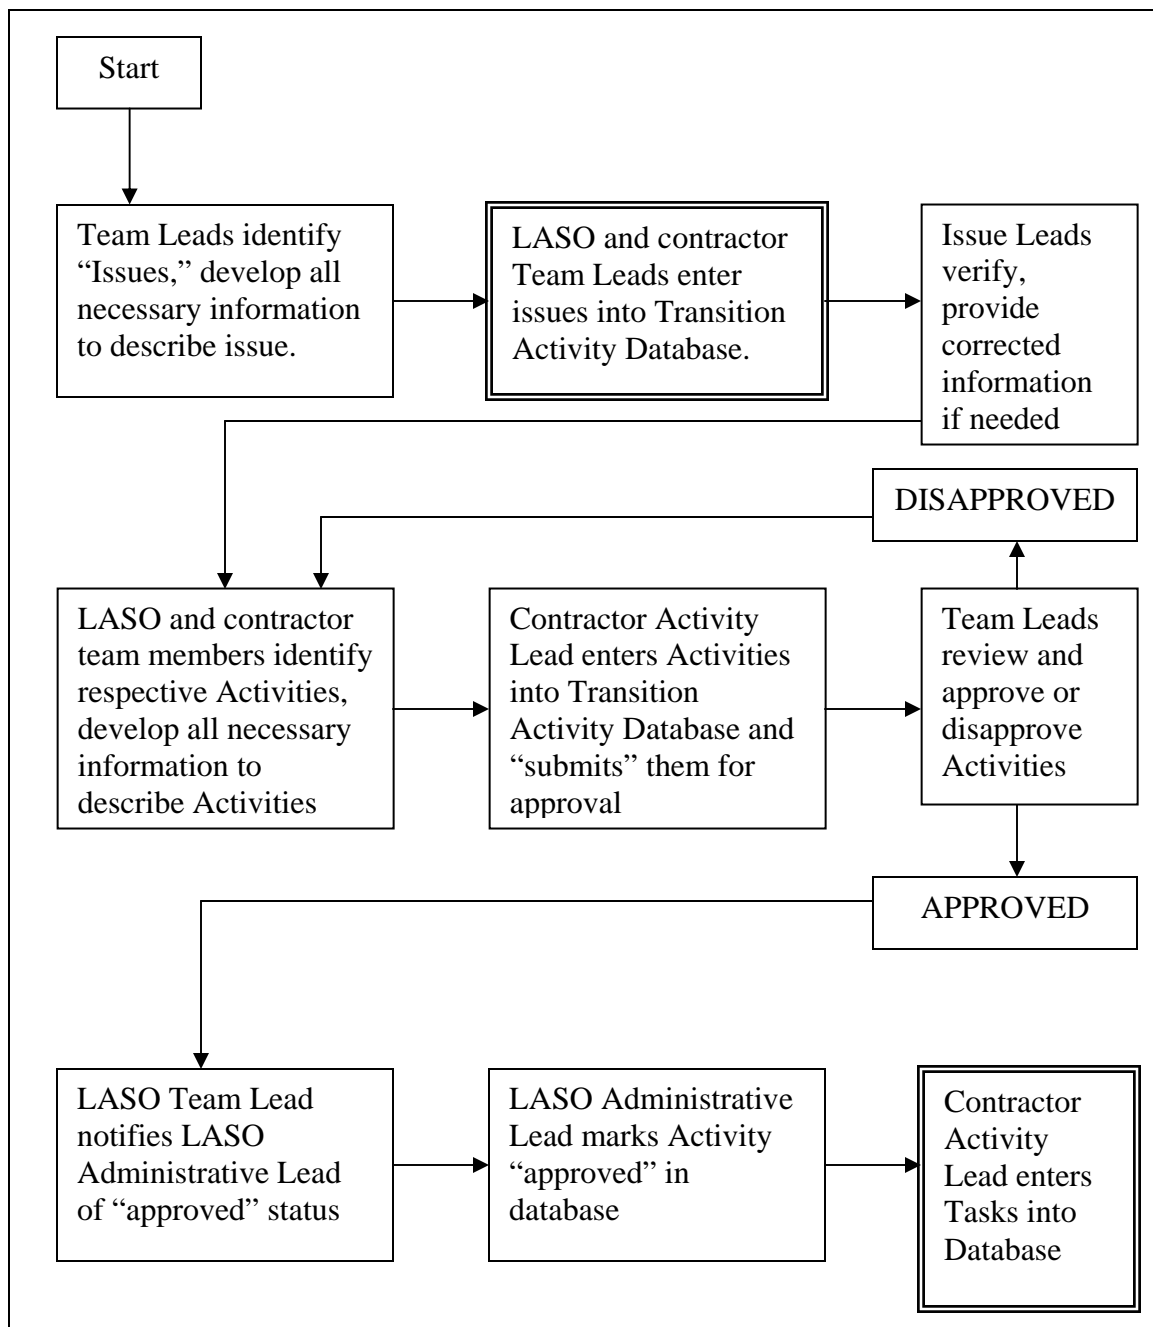 Start
Team Leads identify
“Issues,” develop all
necessary information
to describe issue.
LASO and contractor
Team Leads enter
issues into Transition
Activity Database.
Issue Leads
verify,
provide
corrected
information
if needed
DISAPPROVED
LASO and contractor
team members identify
respective Activities,
develop all necessary
information to
describe Activities
Contractor Activity
Lead enters Activities
into Transition
Activity Database and
“submits” them for
approval
Team Leads
review and
approve or
disapprove
Activities
APPROVED
LASO Team Lead
notifies LASO
Administrative Lead
of “approved” status
LASO Administrative
Lead marks Activity
“approved” in
database
Contractor
Activity
Lead enters
Tasks into
Database